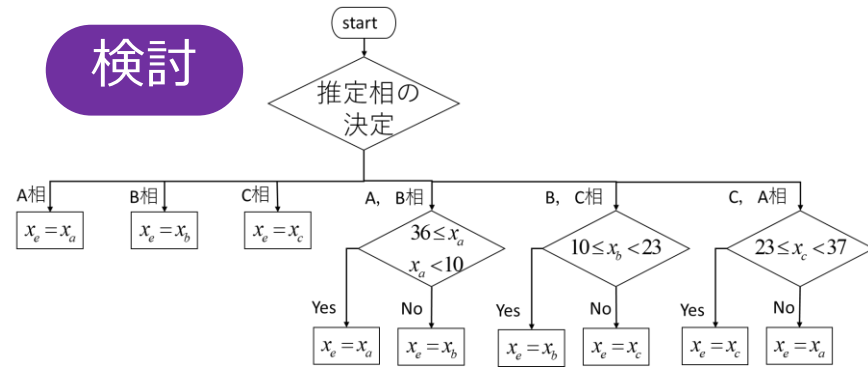 start
検討
推定相の
決定
A相
B相
C相
A, B相
B, C相
C, A相
x_e = x_a
x_e = x_b
x_e = x_c
36 ≤ x_a
x_a < 10
10 ≤ x_b < 23
23 ≤ x_c < 37
Yes
No
Yes
No
Yes
No
x_e = x_a
x_e = x_b
x_e = x_b
x_e = x_c
x_e = x_c
x_e = x_a